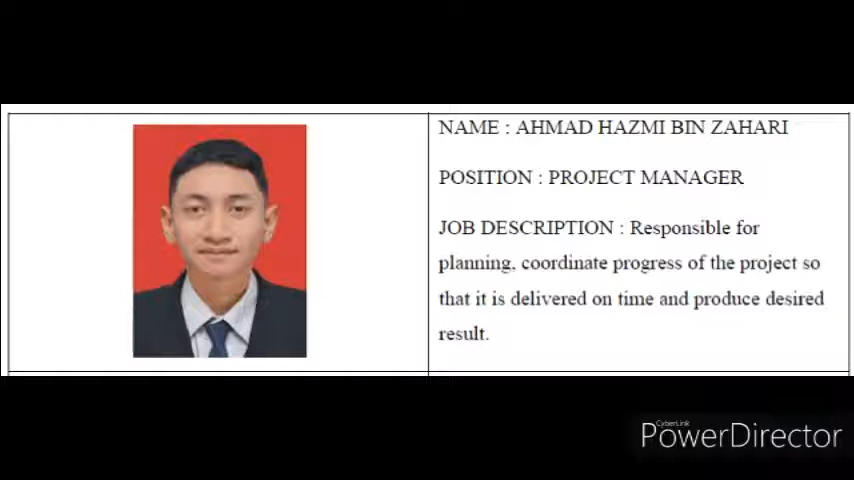 NAME : AHMAD HAZMI BIN ZAHARI
POSITION : PROJECT MANAGER
JOB DESCRIPTION : Responsible for
planning, coordinate progress of the project so
that it is delivered on time and produce desired
result.
CyberLink
PowerDirector